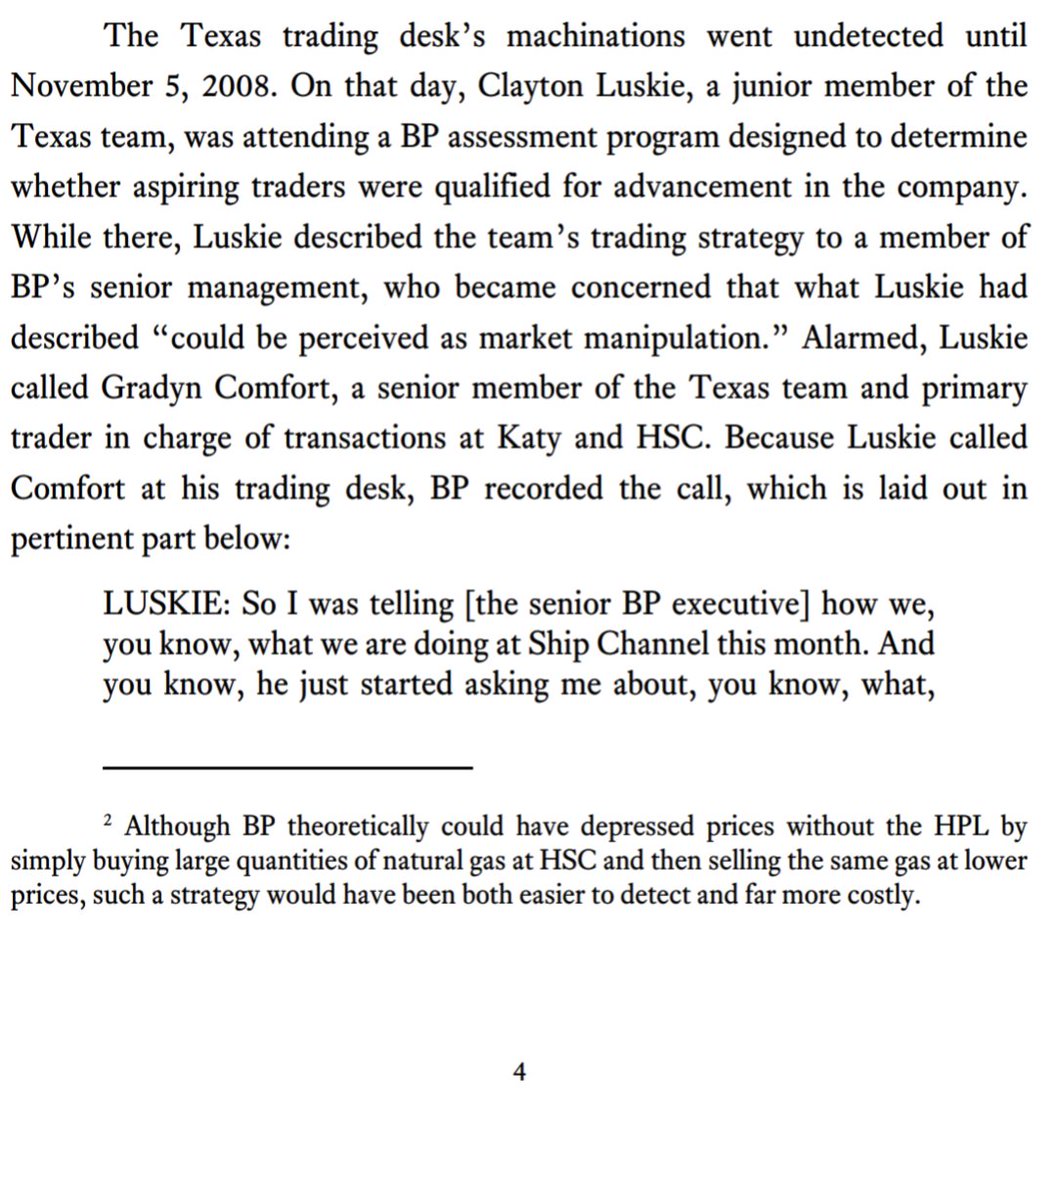 The Texas trading desk’s machinations went undetected until
November 5, 2008. On that day, Clayton Luskie, a junior member of the
Texas team, was attending a BP assessment program designed to determine
whether aspiring traders were qualified for advancement in the company.
While there, Luskie described the team’s trading strategy to a member of
BP’s senior management, who became concerned that what Luskie had
described “could be perceived as market manipulation.” Alarmed, Luskie
called Gradyn Comfort, a senior member of the Texas team and primary
trader in charge of transactions at Katy and HSC. Because Luskie called
Comfort at his trading desk, BP recorded the call, which is laid out in
pertinent part below:
LUSKIE: So I was telling [the senior BP executive] how we,
you know, what we are doing at Ship Channel this month. And
you know, he just started asking me about, you know, what,
2 Although BP theoretically could have depressed prices without the HPL by
simply buying large quantities of natural gas at HSC and then selling the same gas at lower
prices, such a strategy would have been both easier to detect and far more costly.
4